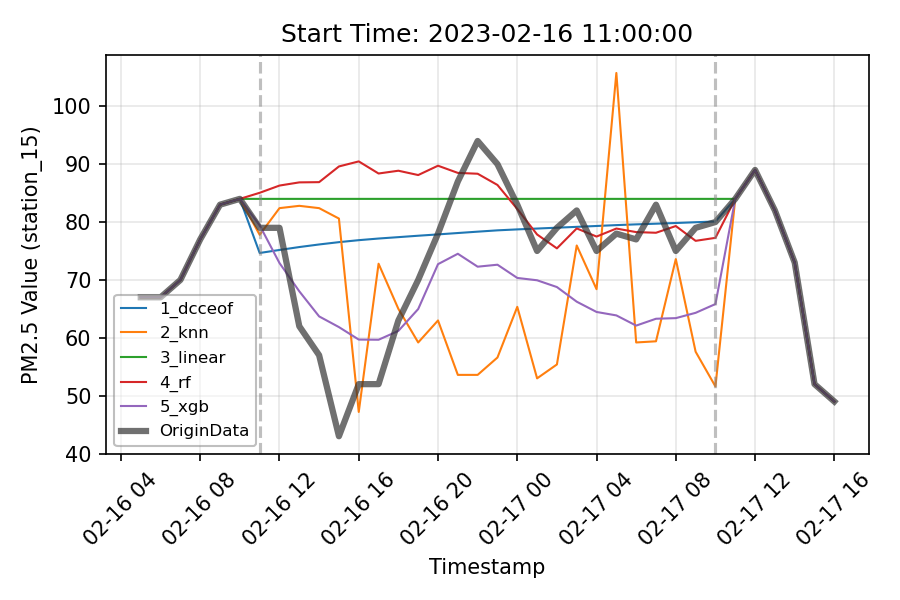 Start Time: 2023-02-16 11:00:00
PM2.5 Value (station_15)
100
90
80
70
60
50
40
1_dcceof
2_knn
3_linear
4_rf
5_xgb
OriginData
02-16 04
02-16 08
02-16 12
02-16 16
02-16 20
02-17 00
02-17 04
02-17 08
02-17 12
02-17 16
Timestamp